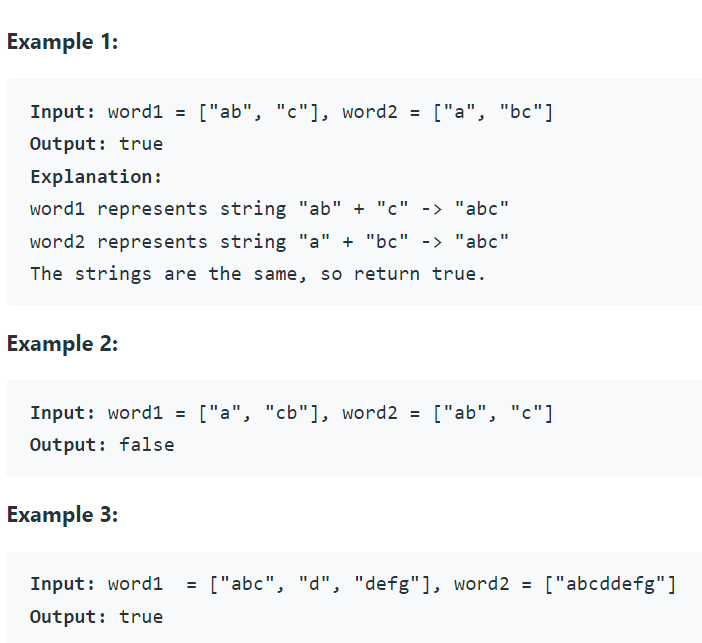 Example 1:
Input: word1 = ["ab", "c"], word2 = ["a", "bc"]
Output: true
Explanation:
word1 represents string "ab" + "c" -> "abc"
word2 represents string "a" + "bc" -> "abc"
The strings are the same, so return true.
Example 2:
Input: word1 = ["a", "cb"], word2 = ["ab", "c"]
Output: false
Example 3:
Input: word1  = ["abc", "d", "defg"], word2 = ["abcddefg"]
Output: true